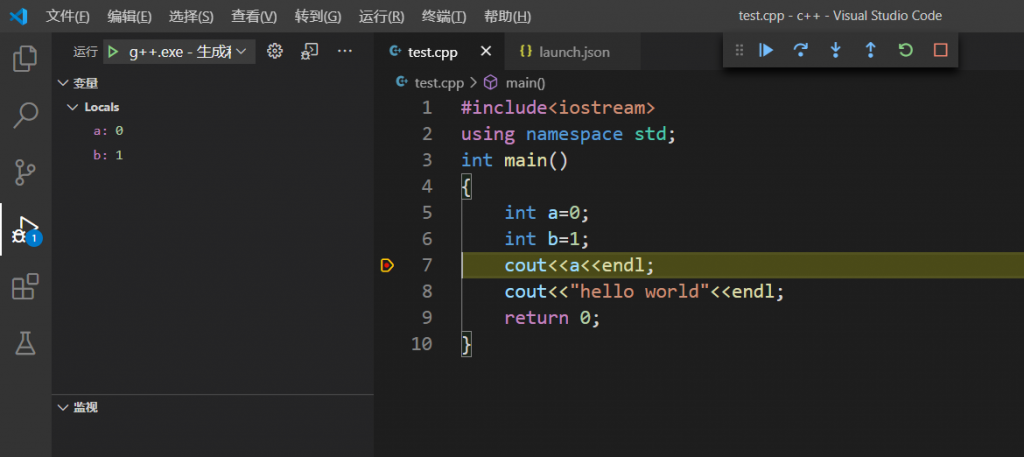 文件(F) 编辑(E) 选择(S) 查看(V) 转到(G) 运行(R) 终端(T) 帮助(H) test.cpp - c++ - Visual Studio Code
运行 g++.exe - 生成 ···
变量
Locals
a: 0
b: 1
监视
1
test.cpp launch.json
test.cpp > main()
1 #include<iostream>
2 using namespace std;
3 int main()
4 {
5 int a=0;
6 int b=1;
7 cout<<a<<endl;
8 cout<<"hello world"<<endl;
9 return 0;
10 }